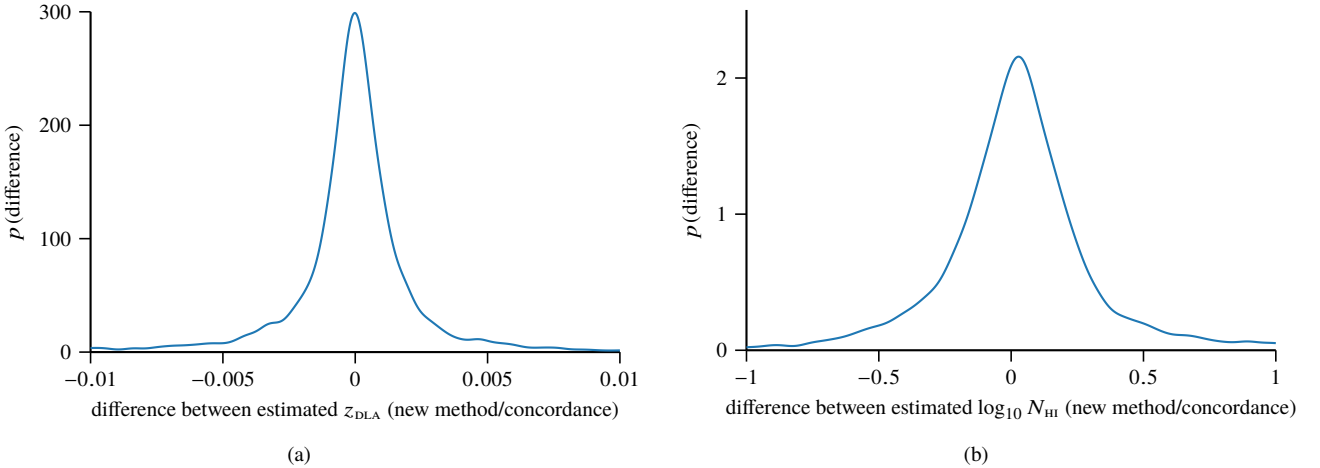 300
200
100
0
p (difference)
−0.01
−0.005
0
0.005
0.01
difference between estimated zDLA (new method/concordance)
(a)
2
1
0
p (difference)
−1
−0.5
0
0.5
1
difference between estimated log10 NHI (new method/concordance)
(b)